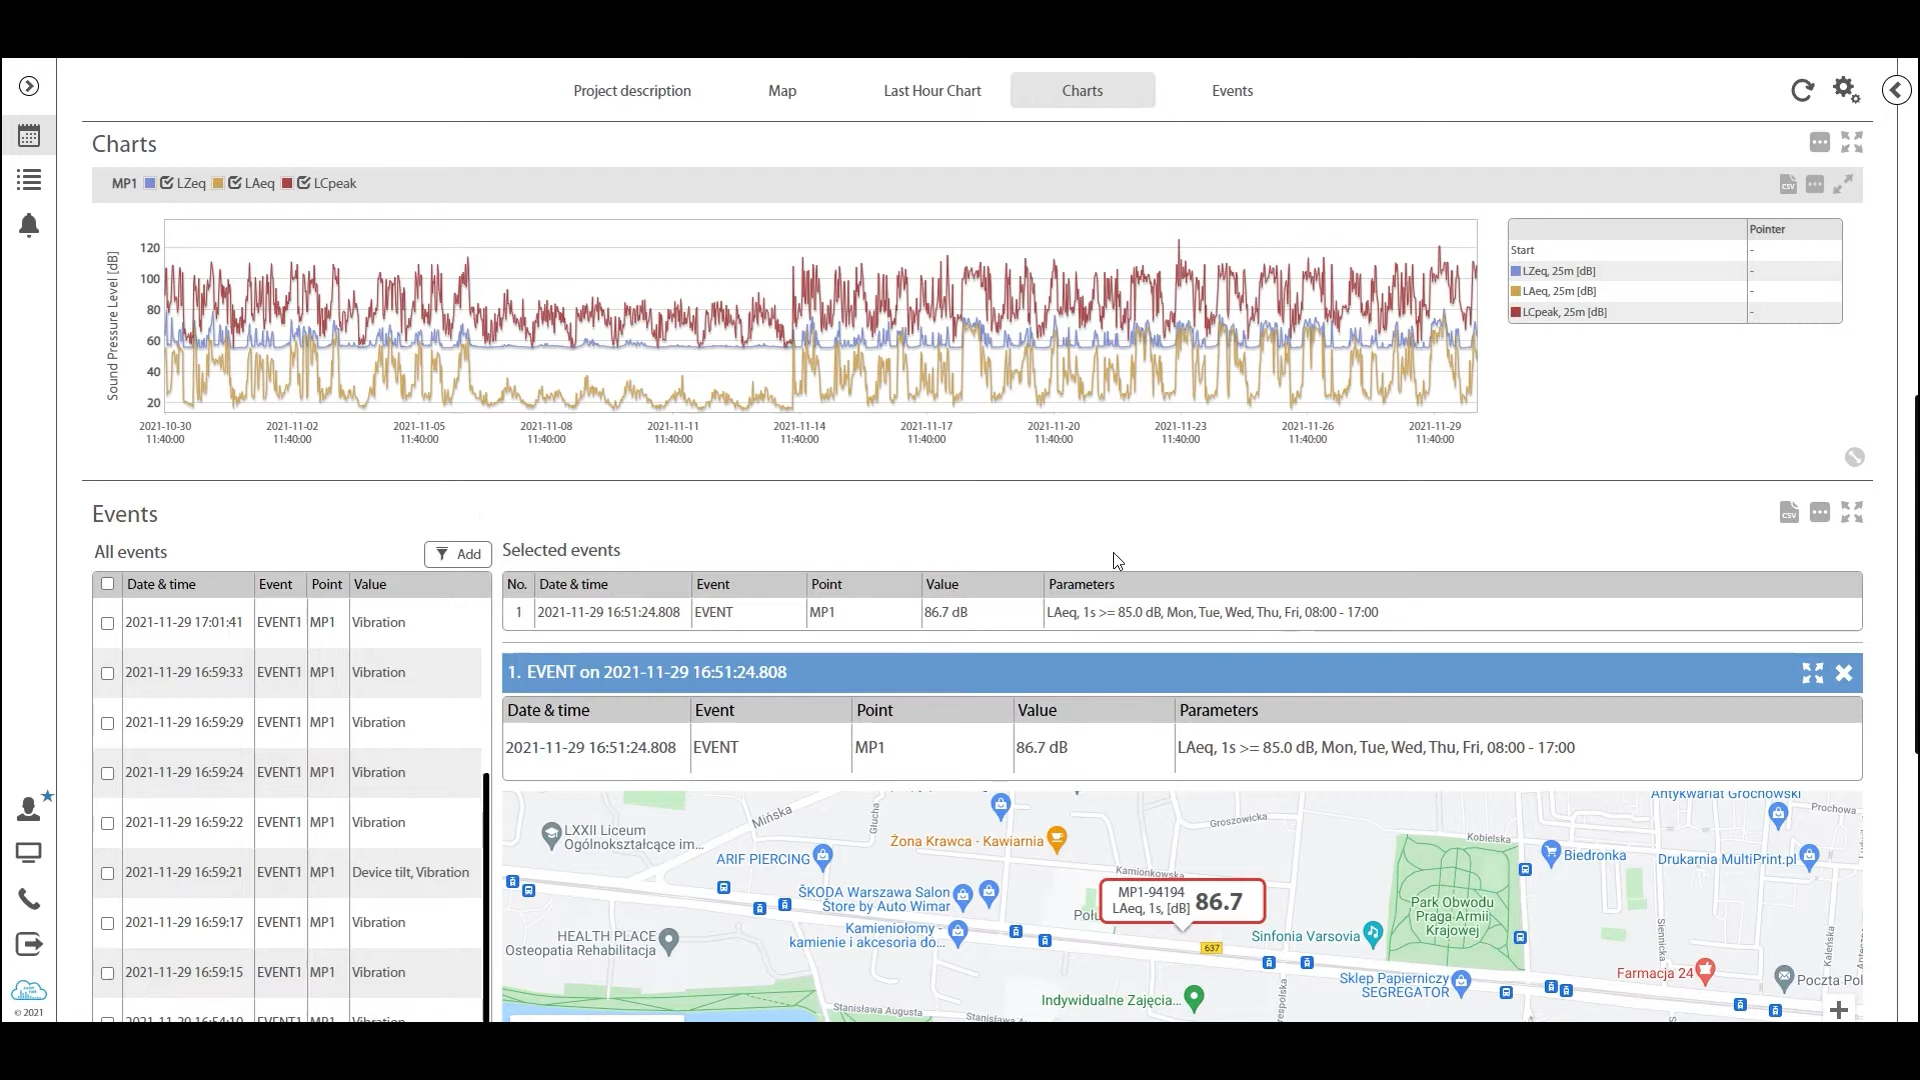 Project description
Map
Last Hour Chart
Charts
Events
Charts
MP1 LZeq LAeq LCpeak
Sound Pressure Level [dB]
120
100
80
60
40
20
2021-10-30 11:40:00
2021-11-02 11:40:00
2021-11-05 11:40:00
2021-11-08 11:40:00
2021-11-11 11:40:00
2021-11-14 11:40:00
2021-11-17 11:40:00
2021-11-20 11:40:00
2021-11-23 11:40:00
2021-11-26 11:40:00
2021-11-29 11:40:00
Pointer
Start -
LZeq, 25m [dB] -
LAeq, 25m [dB] -
LCpeak, 25m [dB] -
CSV
Events
CSV
All events
Add
Date & time Event Point Value
2021-11-29 17:01:41 EVENT1 MP1 Vibration
2021-11-29 16:59:33 EVENT1 MP1 Vibration
2021-11-29 16:59:29 EVENT1 MP1 Vibration
2021-11-29 16:59:24 EVENT1 MP1 Vibration
2021-11-29 16:59:22 EVENT1 MP1 Vibration
2021-11-29 16:59:21 EVENT1 MP1 Device tilt, Vibration
2021-11-29 16:59:17 EVENT1 MP1 Vibration
2021-11-29 16:59:15 EVENT1 MP1 Vibration
2021-11-29 16:54:10 EVENT1 MP1 Vibration
Selected events
No. Date & time Event Point Value Parameters
1 2021-11-29 16:51:24.808 EVENT MP1 86.7 dB LAeq, 1s >= 85.0 dB, Mon, Tue, Wed, Thu, Fri, 08:00 - 17:00
1. EVENT on 2021-11-29 16:51:24.808
Date & time Event Point Value Parameters
2021-11-29 16:51:24.808 EVENT MP1 86.7 dB LAeq, 1s >= 85.0 dB, Mon, Tue, Wed, Thu, Fri, 08:00 - 17:00
LXXII Liceum
Ogólnokształcące im...
Mińska
Głucha
ARIF PIERCING
Żona Krawca - Kawiarnia
Groszowicka
Kobielska
Antykwariat Grochowski
Prochowa
Biedronka
Drukarnia MultiPrint.pl
Kamionkowska
ŠKODA Warszawa Salon
Store by Auto Wimar
Kamieniołomy -
kamienie i akcesoria do...
HEALTH PLACE
Osteopatia Rehabilitacja
MP1-94194
LAeq, 1s, [dB]
86.7
637
Sinfonia Varsovia
Park Obwodu
Praga Armii
Krajowej
Siennicka
Kaleńska
Farmacja 24
Poczta Pol
Sklep Papierniczy
SEGREGATOR
Indywidualne Zajęcia...
Stanisława Augusta
© 2021